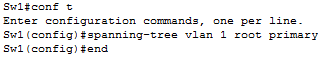 Sw1#conf t
Enter configuration commands, one per line.
Sw1(config)#spanning-tree vlan 1 root primary
Sw1(config)#end